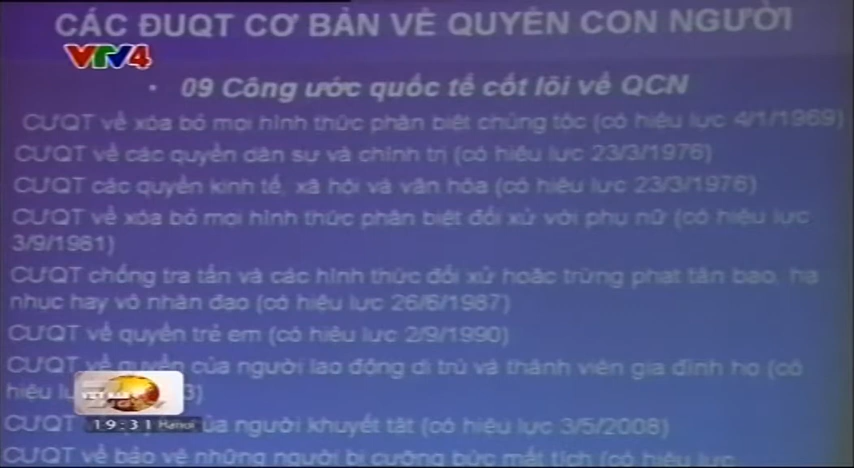 CÁC ĐUQT CƠ BẢN VỀ QUYỀN CON NGƯỜI
VTV4
• 09 Công ước quốc tế cốt lõi về QCN
CƯQT về xóa bỏ mọi hình thức phân biệt chủng tộc (có hiệu lực 4/1/1969)
CƯQT về các quyền dân sự và chính trị (có hiệu lực 23/3/1976)
CƯQT các quyền kinh tế, xã hội và văn hóa (có hiệu lực 23/3/1976)
CƯQT về xóa bỏ mọi hình thức phân biệt đối xử với phụ nữ (có hiệu lực
3/9/1981)
CƯQT chống tra tấn và các hình thức đối xử hoặc trừng phạt tàn bạo, hạ
nhục hay vô nhân đạo (có hiệu lực 26/6/1987)
CƯQT về quyền trẻ em (có hiệu lực 2/9/1990)
CƯQT về quyền của người lao động di trú và thành viên gia đình họ (có
hiệu 3)
VIỆT NAM
CƯQT của người khuyết tật (có hiệu lực 3/5/2008)
19:31 Hanoi
CƯQT về bảo vệ những người bị cưỡng bức mất tích (có hiệu lực